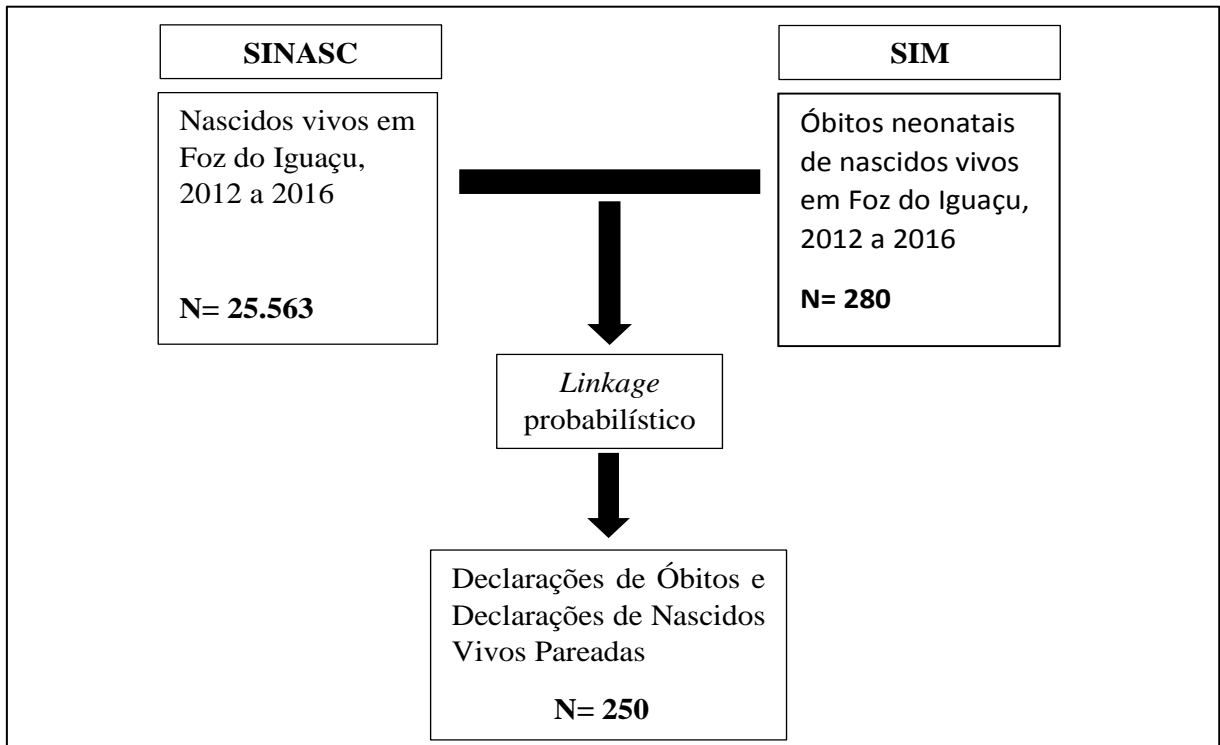 SINASC
Nascidos vivos em
Foz do Iguaçu,
2012 a 2016
N= 25.563
SIM
Óbitos neonatais
de nascidos vivos
em Foz do Iguaçu,
2012 a 2016
N= 280
Linkage
probabilístico
Declarações de Óbitos e
Declarações de Nascidos
Vivos Pareadas
N= 250